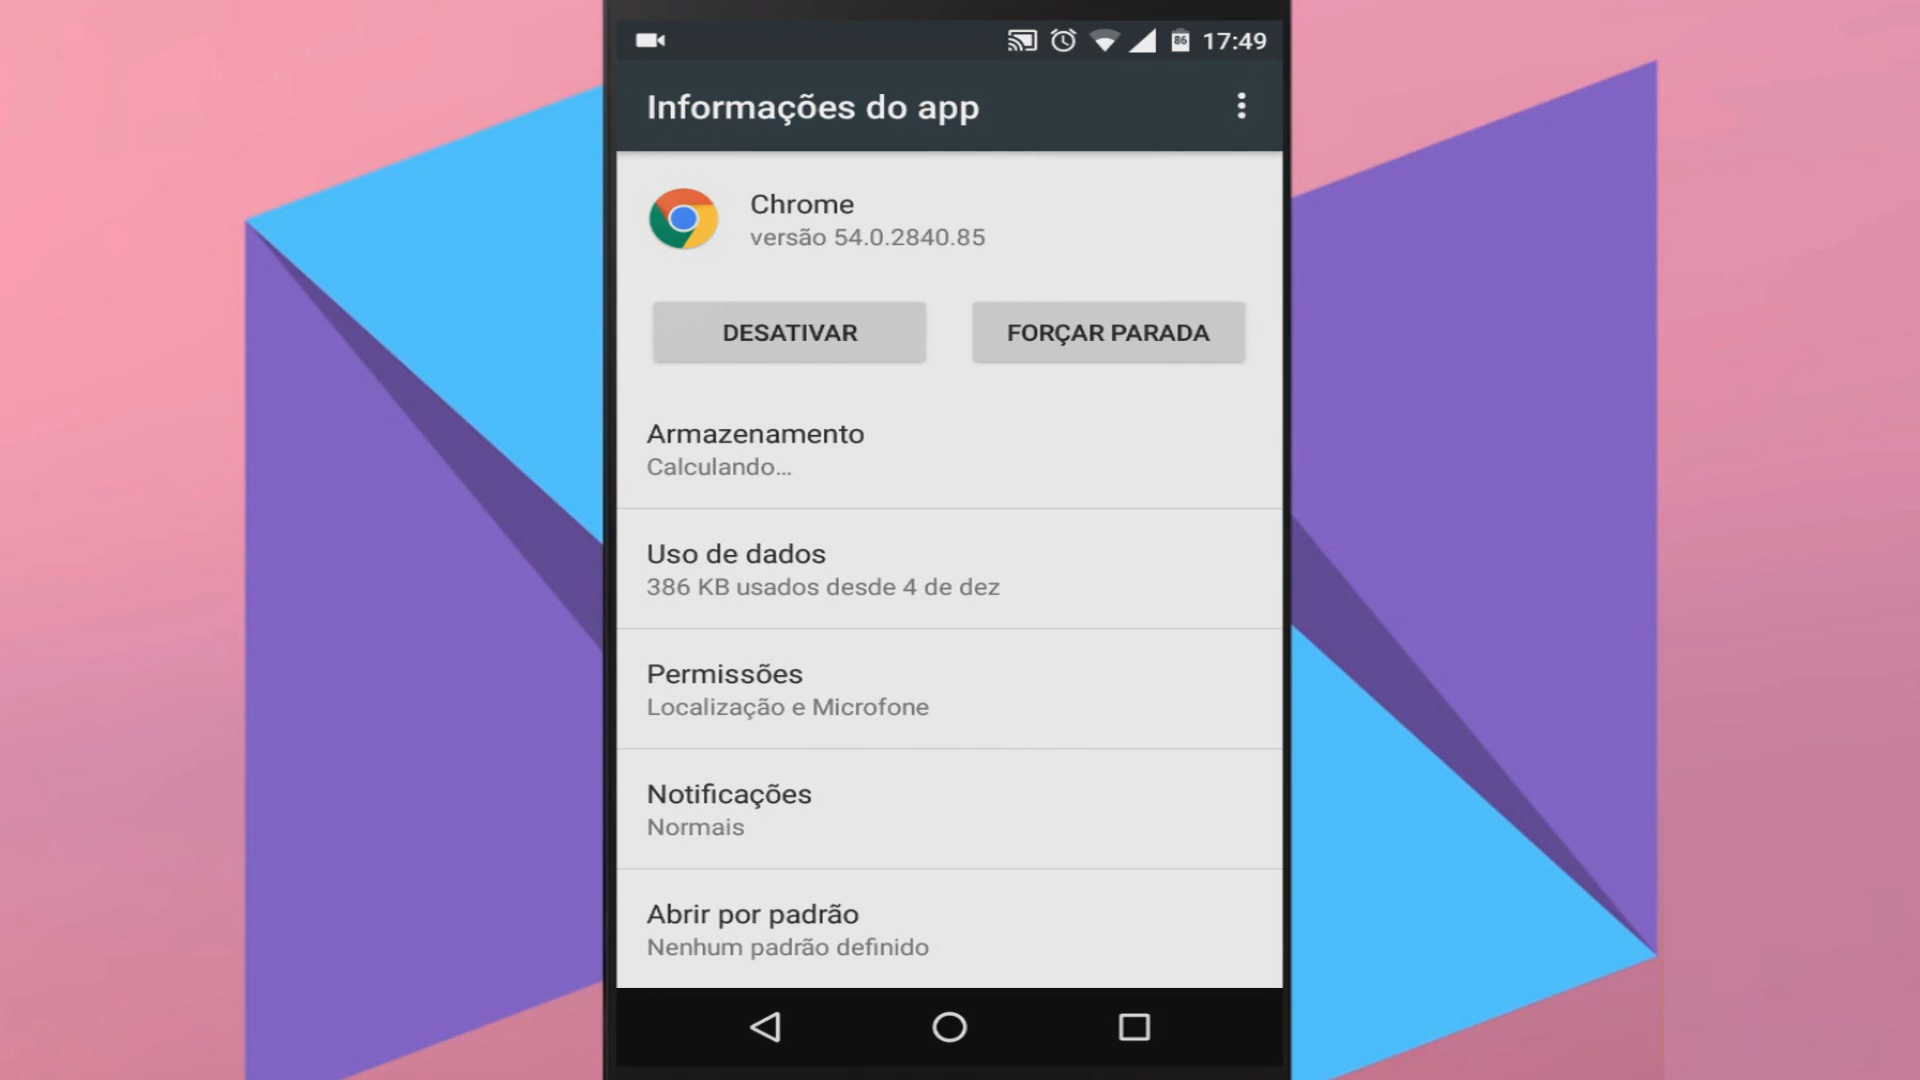 86 17:49
Informações do app
Chrome
versão 54.0.2840.85
DESATIVAR
FORÇAR PARADA
Armazenamento
Calculando...
Uso de dados
386 KB usados desde 4 de dez
Permissões
Localização e Microfone
Notificações
Normais
Abrir por padrão
Nenhum padrão definido